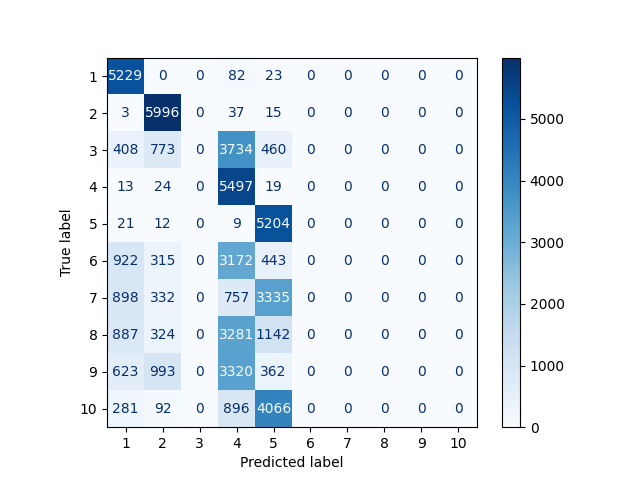 1 5229 0 0 82 23 0 0 0 0 0
2 3 5996 0 37 15 0 0 0 0 0
3 408 773 0 3734 460 0 0 0 0 0
4 13 24 0 5497 19 0 0 0 0 0
5 21 12 0 9 5204 0 0 0 0 0
6 922 315 0 3172 443 0 0 0 0 0
7 898 332 0 757 3335 0 0 0 0 0
8 887 324 0 3281 1142 0 0 0 0 0
9 623 993 0 3320 362 0 0 0 0 0
10 281 92 0 896 4066 0 0 0 0 0
1 2 3 4 5 6 7 8 9 10
Predicted label
True label
5000
4000
3000
2000
1000
0